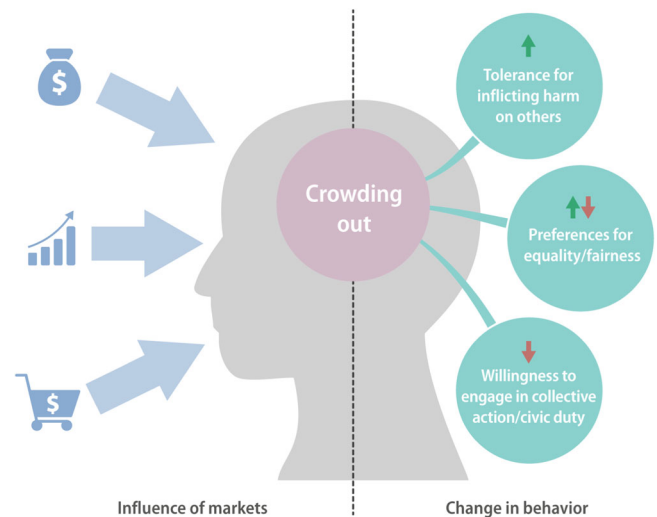 $
Tolerance for
inflicting harm
on others
Crowding
out
Preferences for
equality/fairness
$
Willingness to
engage in collective
action/civic duty
Influence of markets
Change in behavior